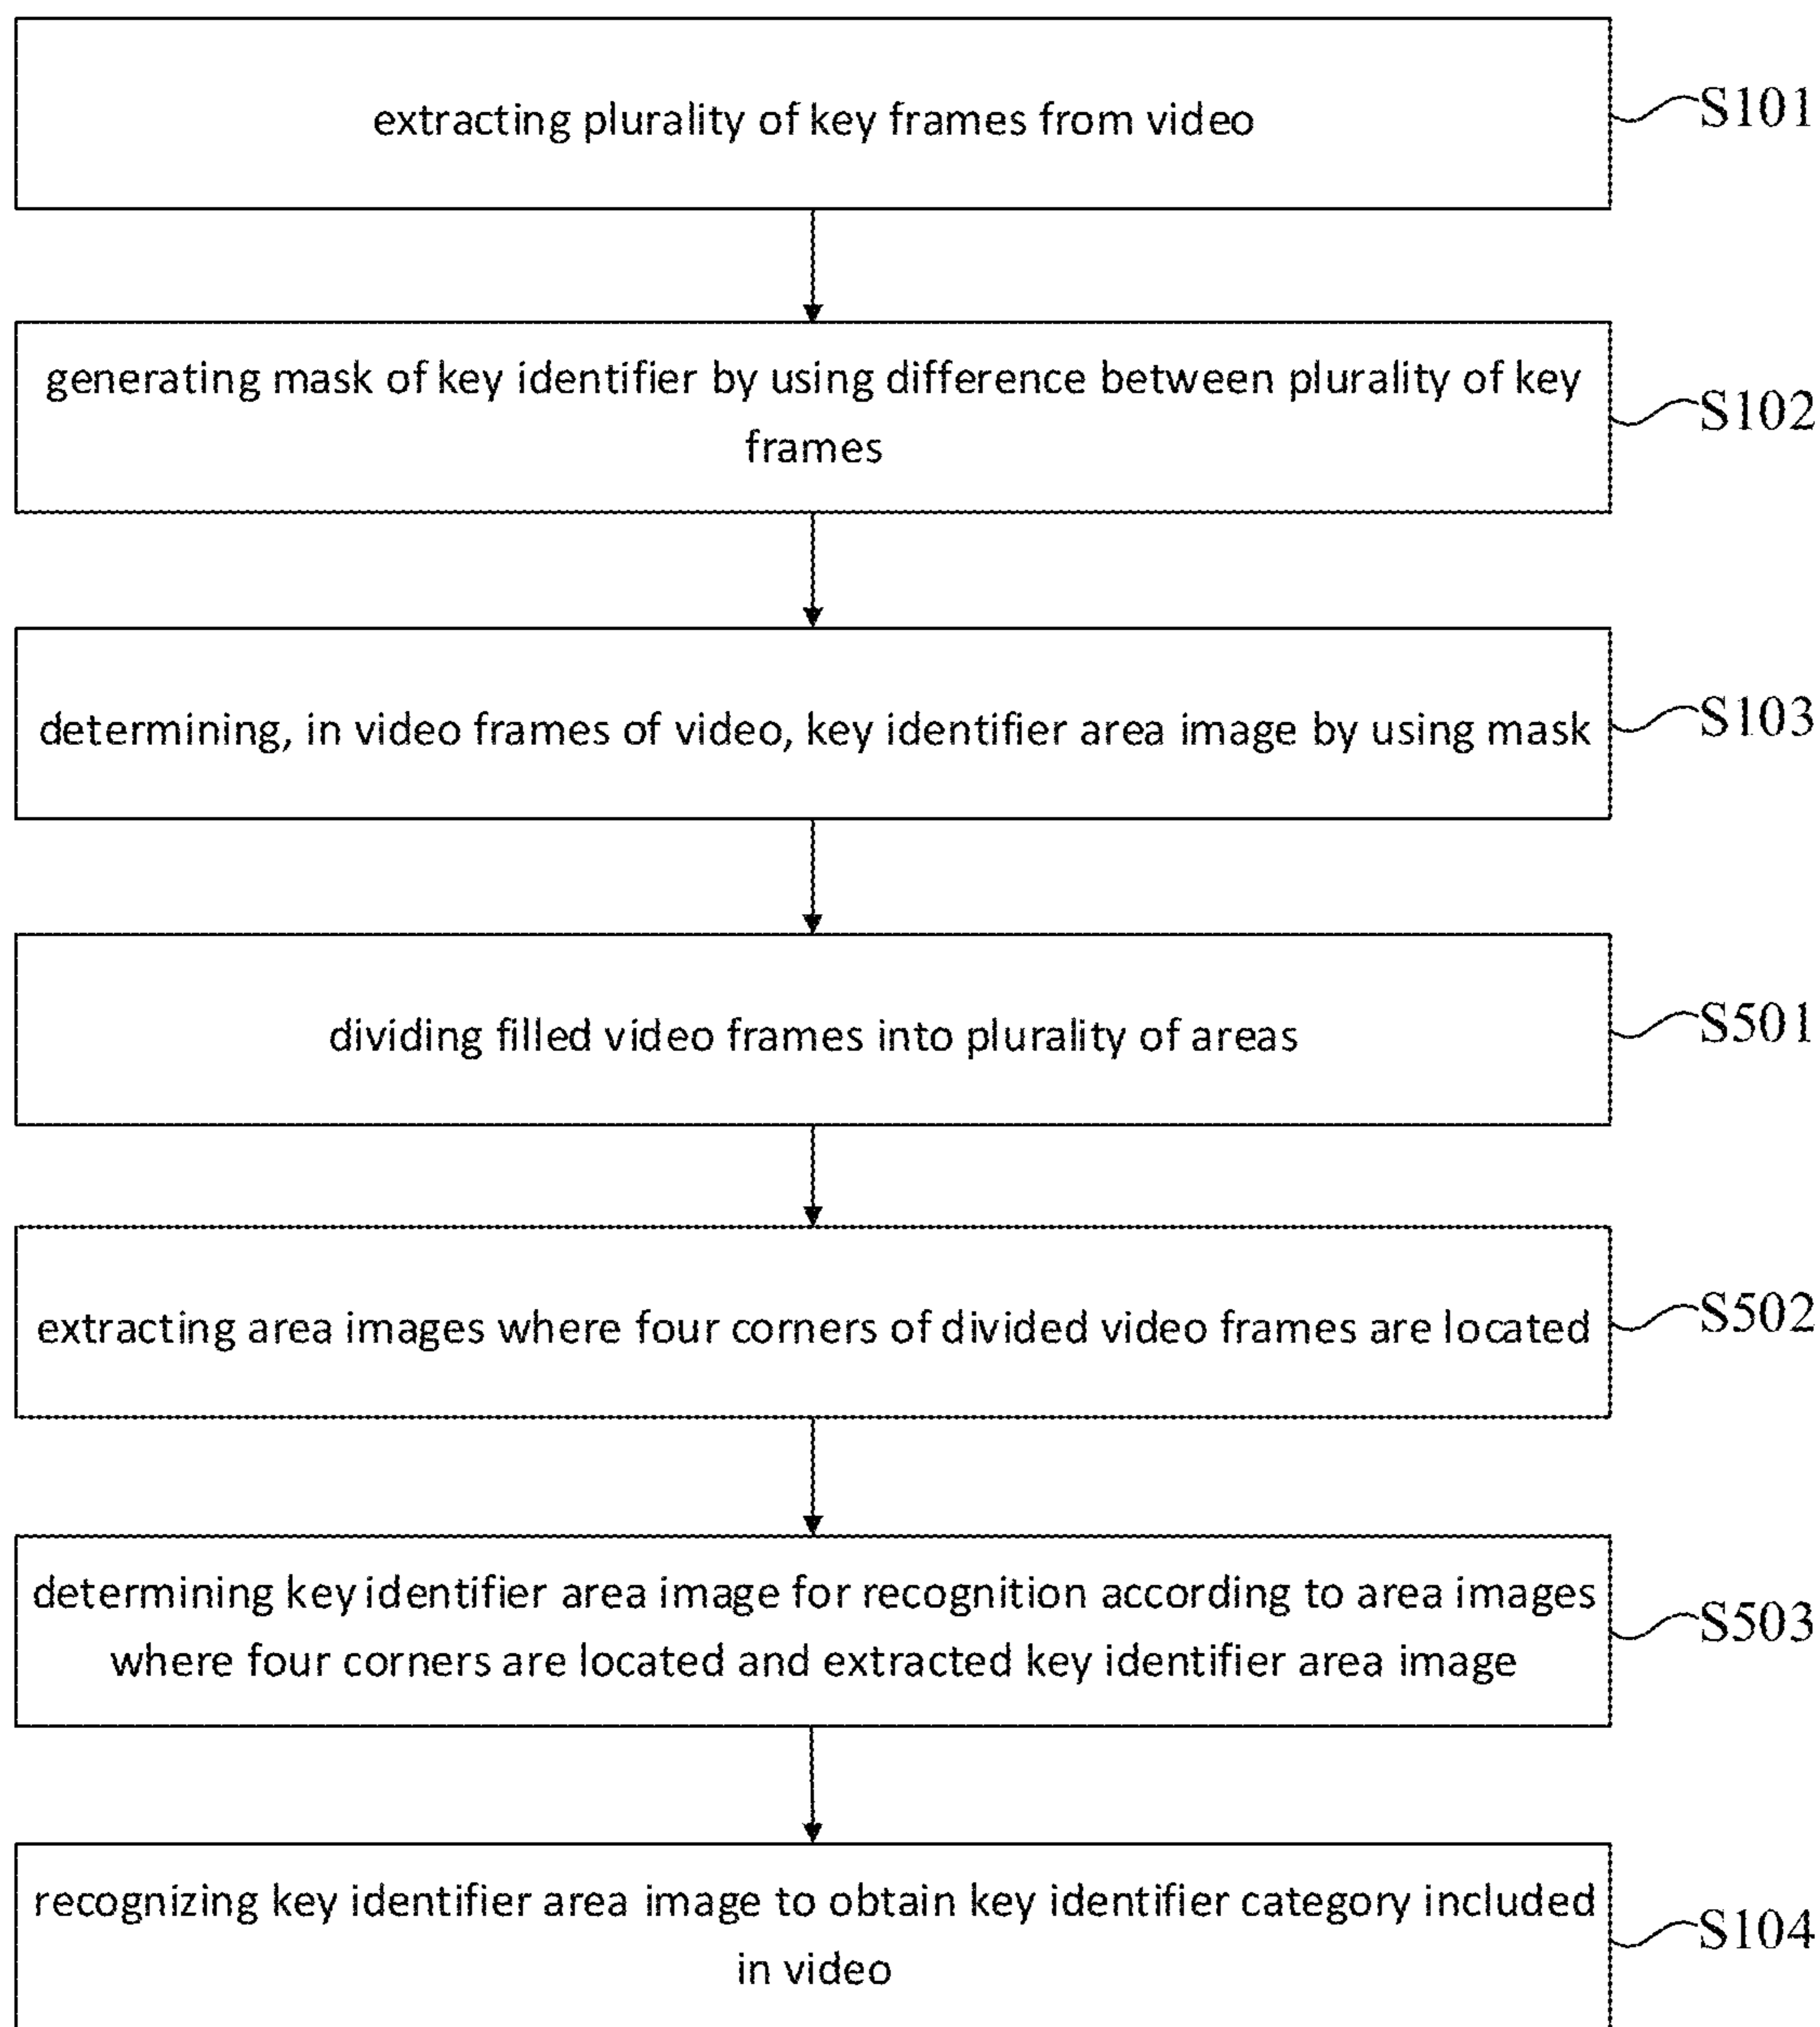 extracting plurality of key frames from video
S101
generating mask of key identifier by using difference between plurality of key
frames
S102
determining, in video frames of video, key identifier area image by using mask
S103
dividing filled video frames into plurality of areas
S501
extracting area images where four corners of divided video frames are located
S502
determining key identifier area image for recognition according to area images
where four corners are located and extracted key identifier area image
S503
recognizing key identifier area image to obtain key identifier category included
in video
S104